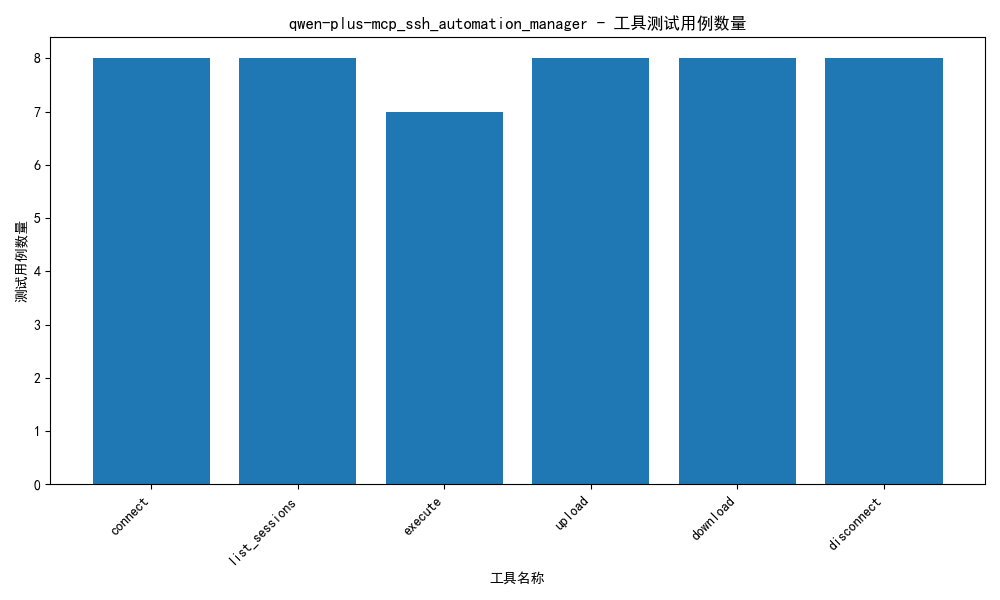 qwen-plus-mcp_ssh_automation_manager - 工具测试用例数量
测试用例数量
8
7
6
5
4
3
2
1
0
connect
list_sessions
execute
upload
download
disconnect
工具名称